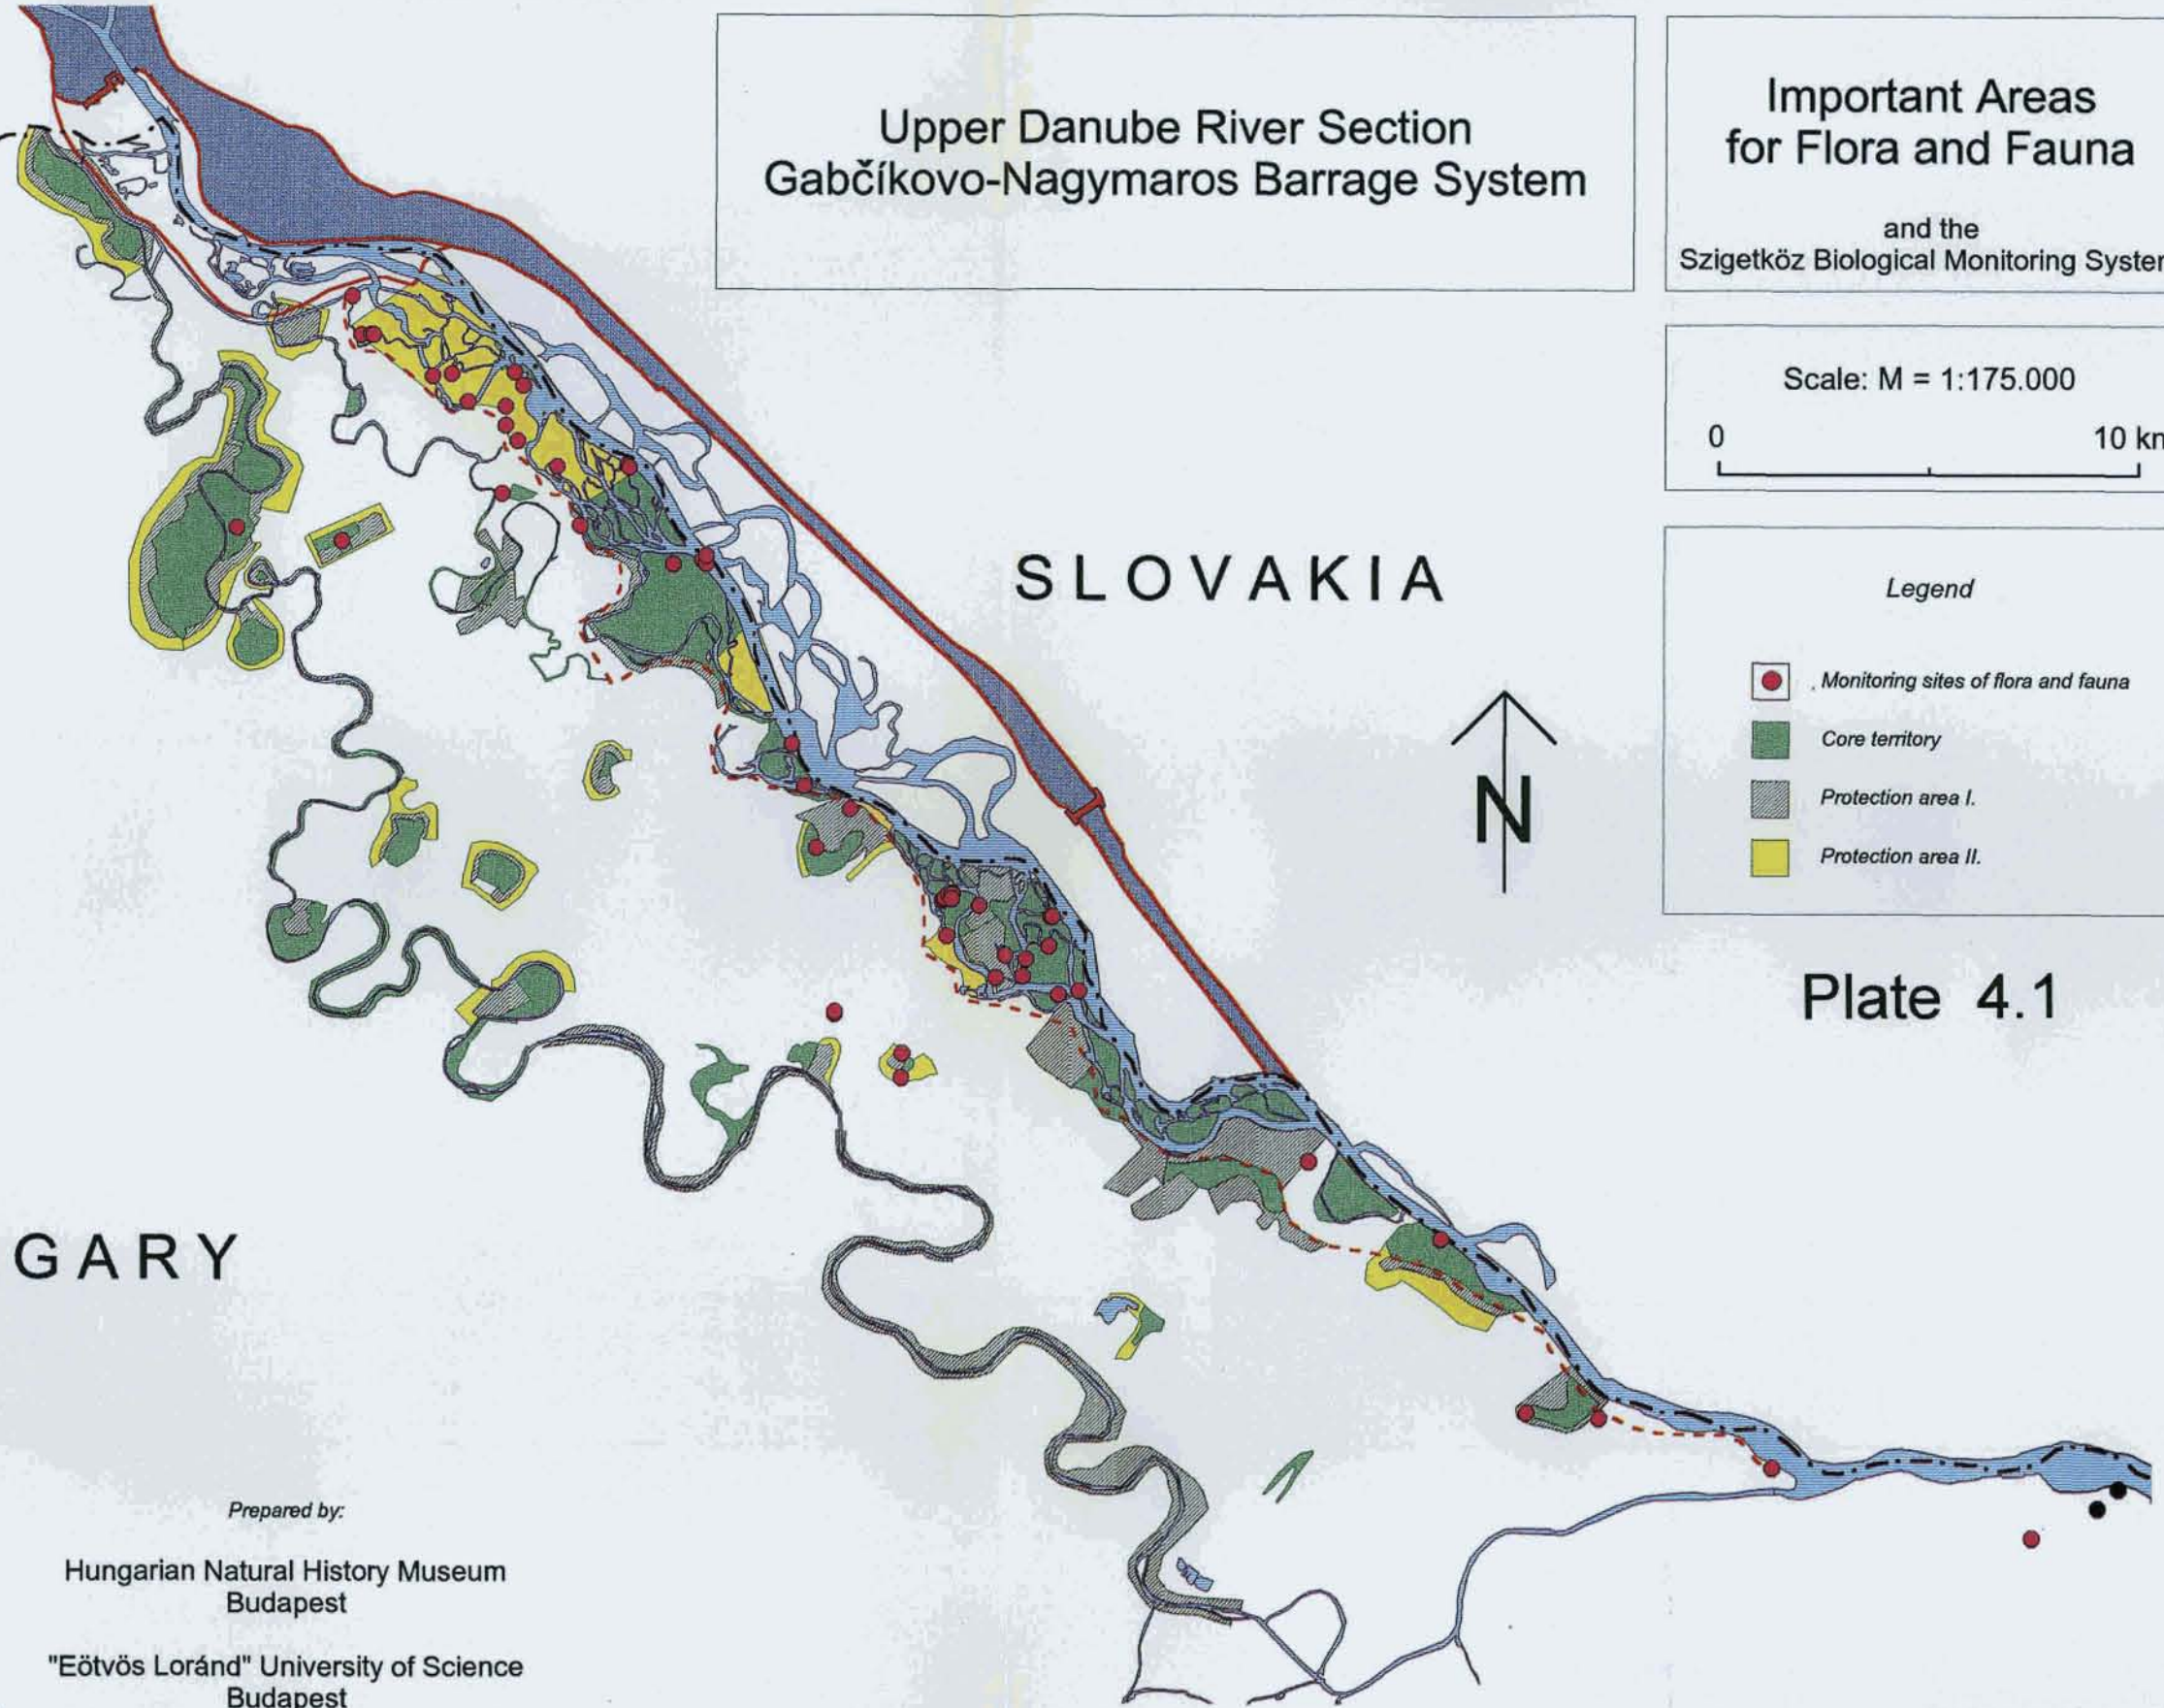 Upper Danube River Section
Gabčíkovo-Nagymaros Barrage System
Important Areas
for Flora and Fauna
and the
Szigetköz Biological Monitoring System
Scale: M = 1:175.000
0 10 km
SLOVAKIA
Legend
Monitoring sites of flora and fauna
Core territory
Protection area I.
Protection area II.
N
Plate 4.1
GARY
Prepared by:
Hungarian Natural History Museum
Budapest
"Eötvös Loránd" University of Science
Budapest